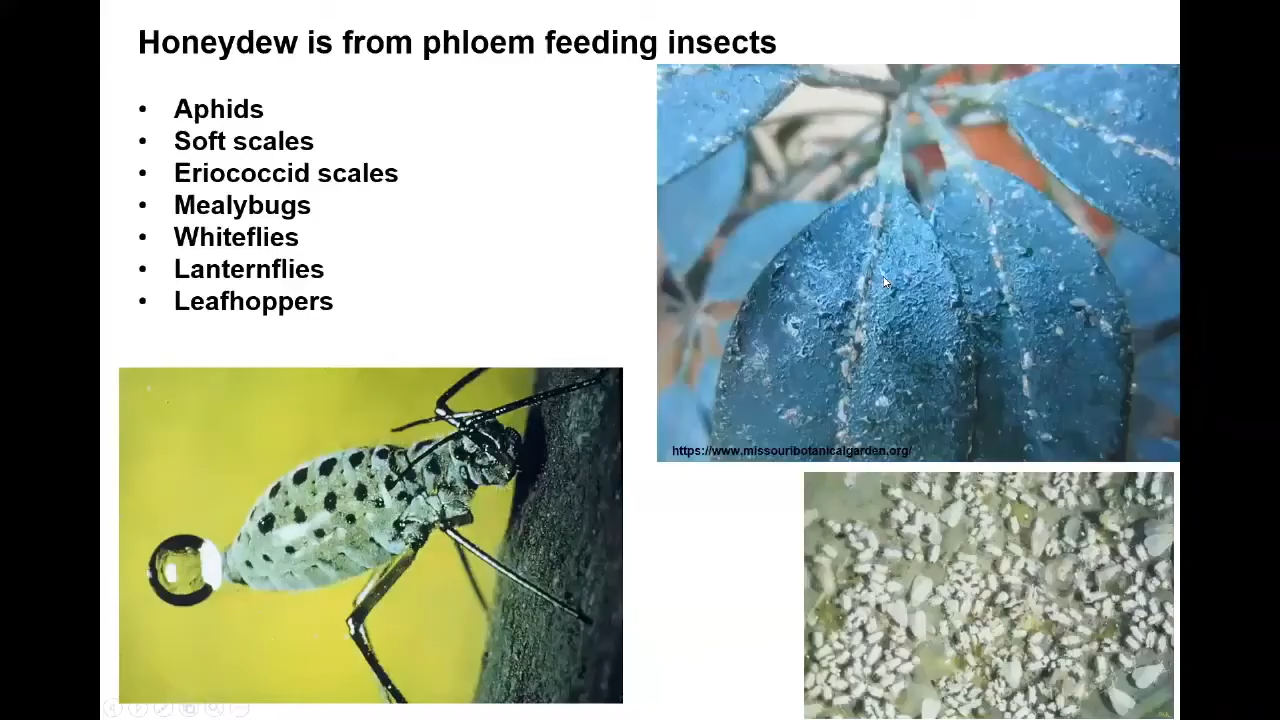 Honeydew is from phloem feeding insects
• Aphids
• Soft scales
• Eriococcid scales
• Mealybugs
• Whiteflies
• Lanternflies
• Leafhoppers
https://www.missouribotanicalgarden.org/